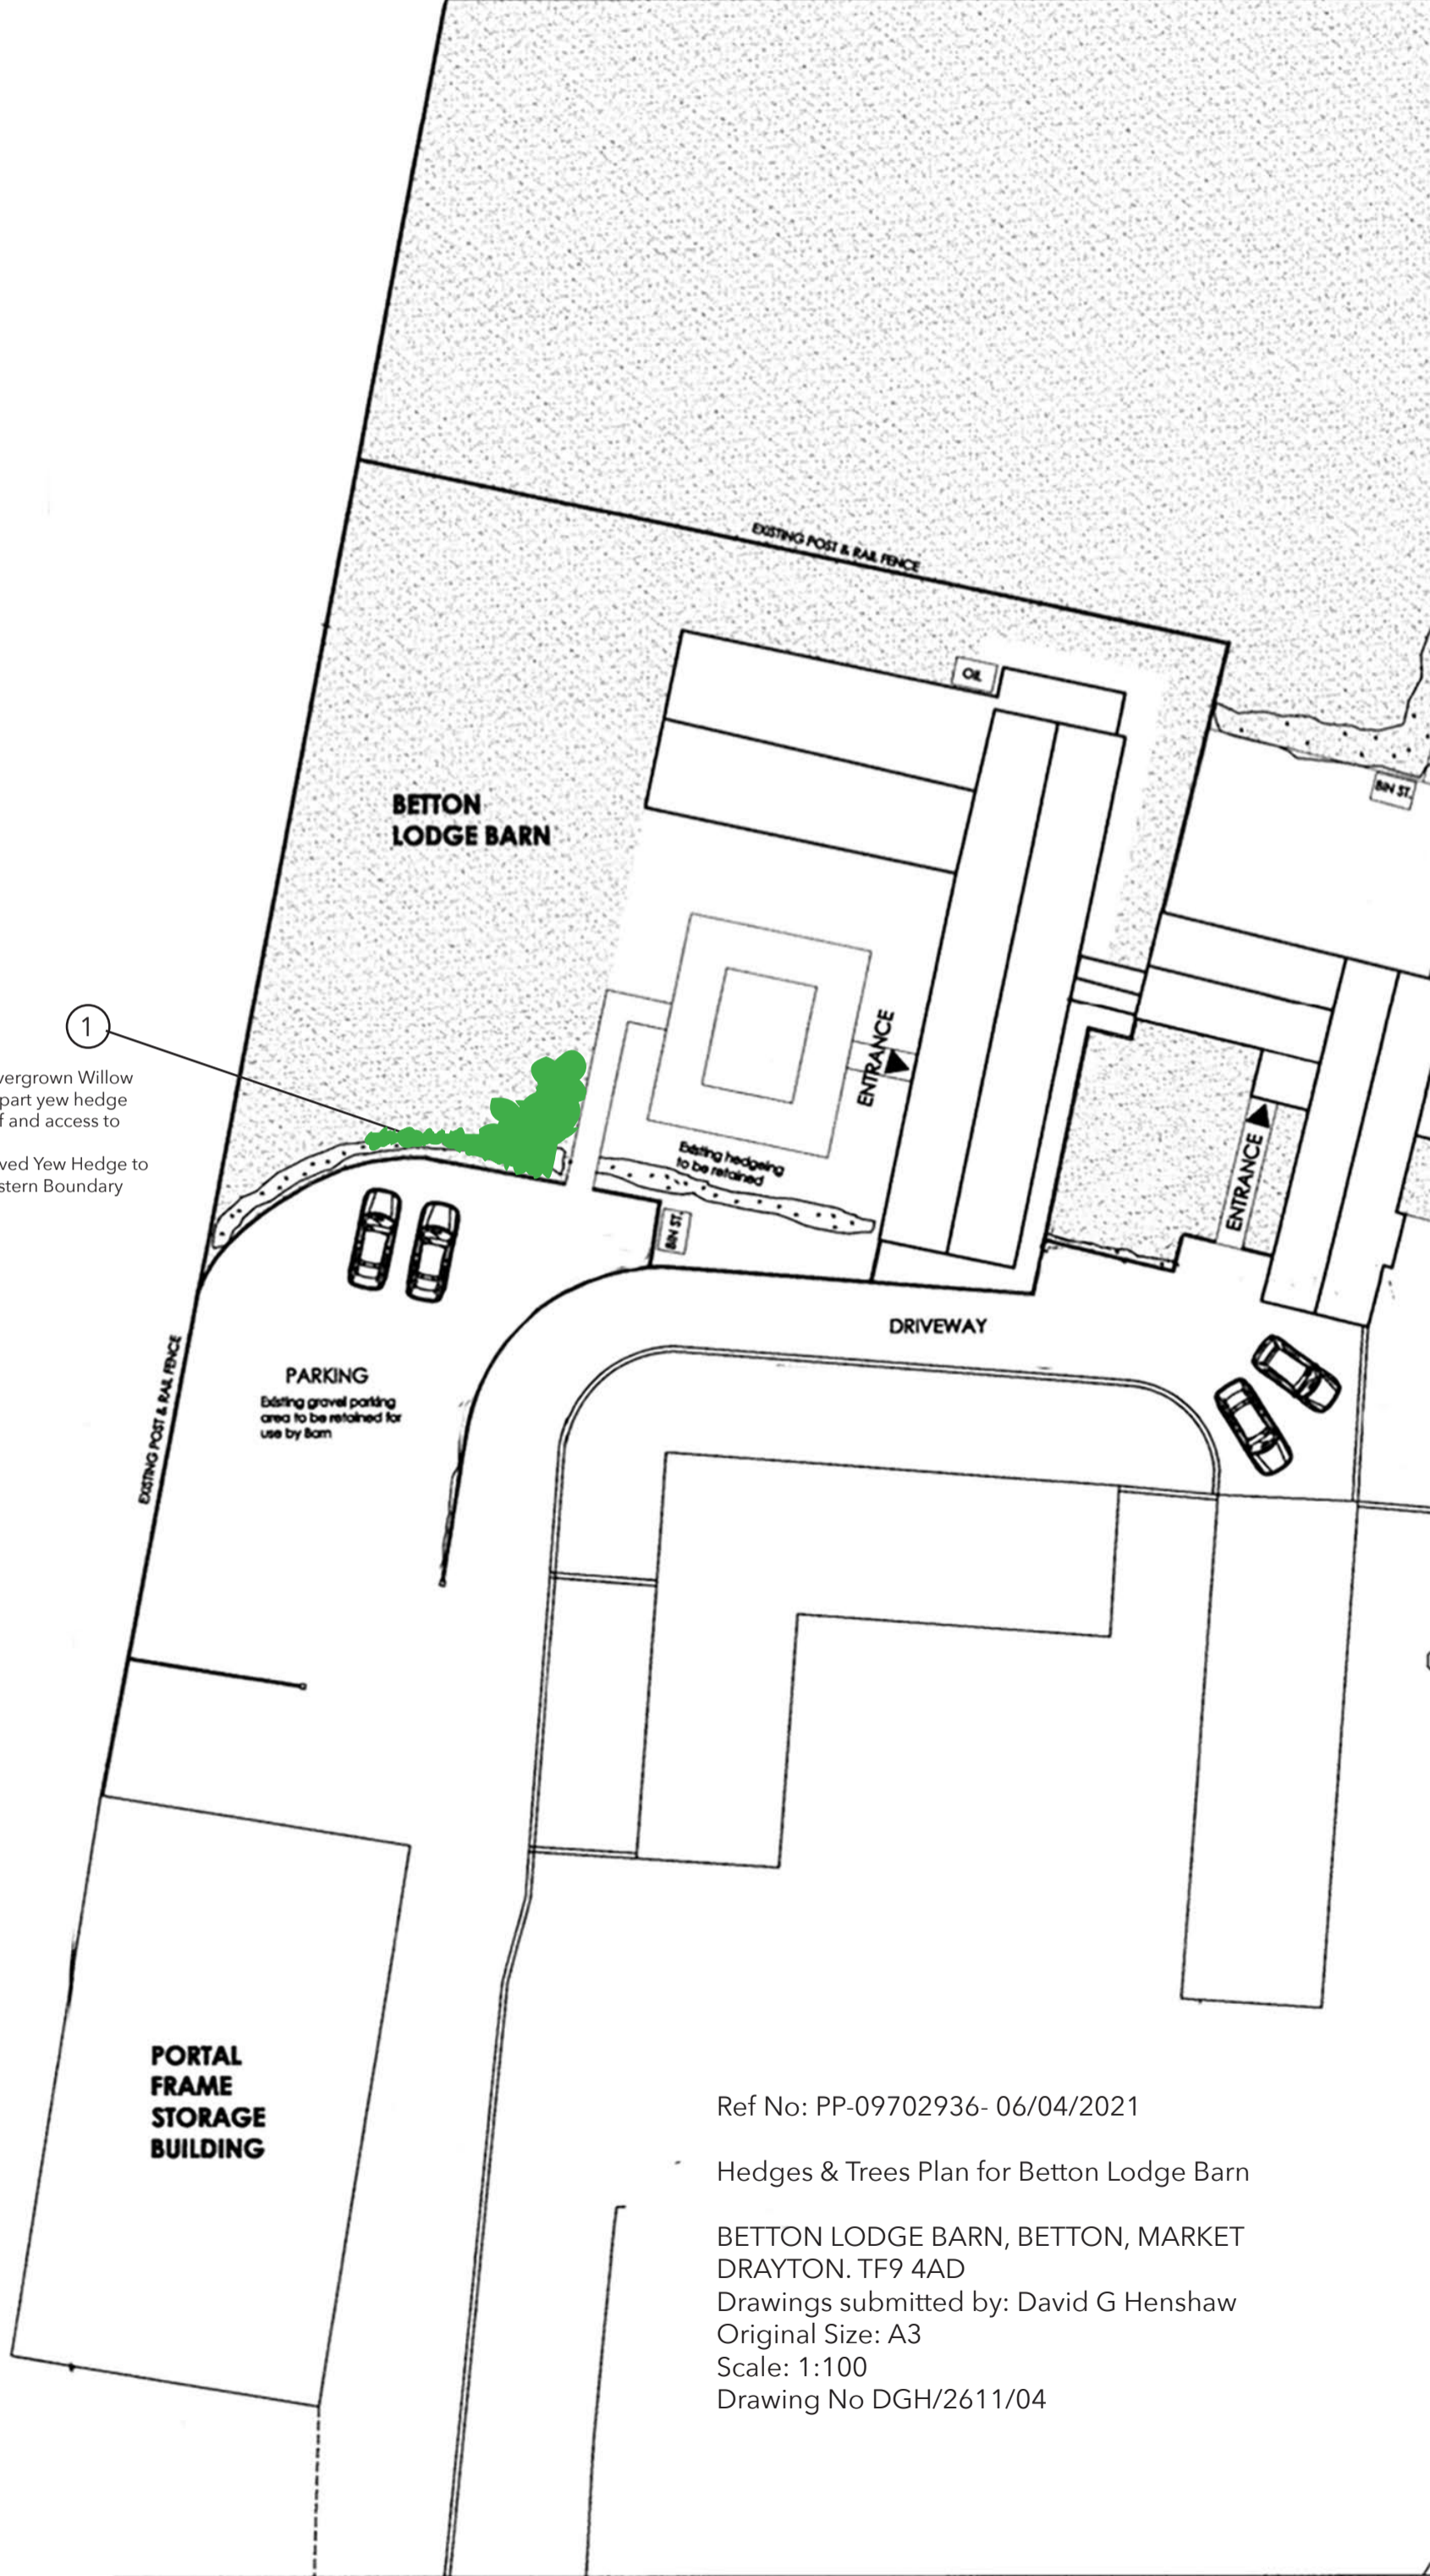 EXISTING POST & RAIL FENCE
OIL
BIN ST.
BETTON
LODGE BARN
ENTRANCE
1
vergrown Willow
part yew hedge
f and access to
ved Yew Hedge to
stern Boundary
Existing hedgeing
to be retained
ENTRANCE
BIN ST.
DRIVEWAY
EXISTING POST & RAIL FENCE
PARKING
Existing gravel parking
area to be retained for
use by Barn
PORTAL
FRAME
STORAGE
BUILDING
Ref No: PP-09702936- 06/04/2021
Hedges & Trees Plan for Betton Lodge Barn
BETTON LODGE BARN, BETTON, MARKET
DRAYTON. TF9 4AD
Drawings submitted by: David G Henshaw
Original Size: A3
Scale: 1:100
Drawing No DGH/2611/04